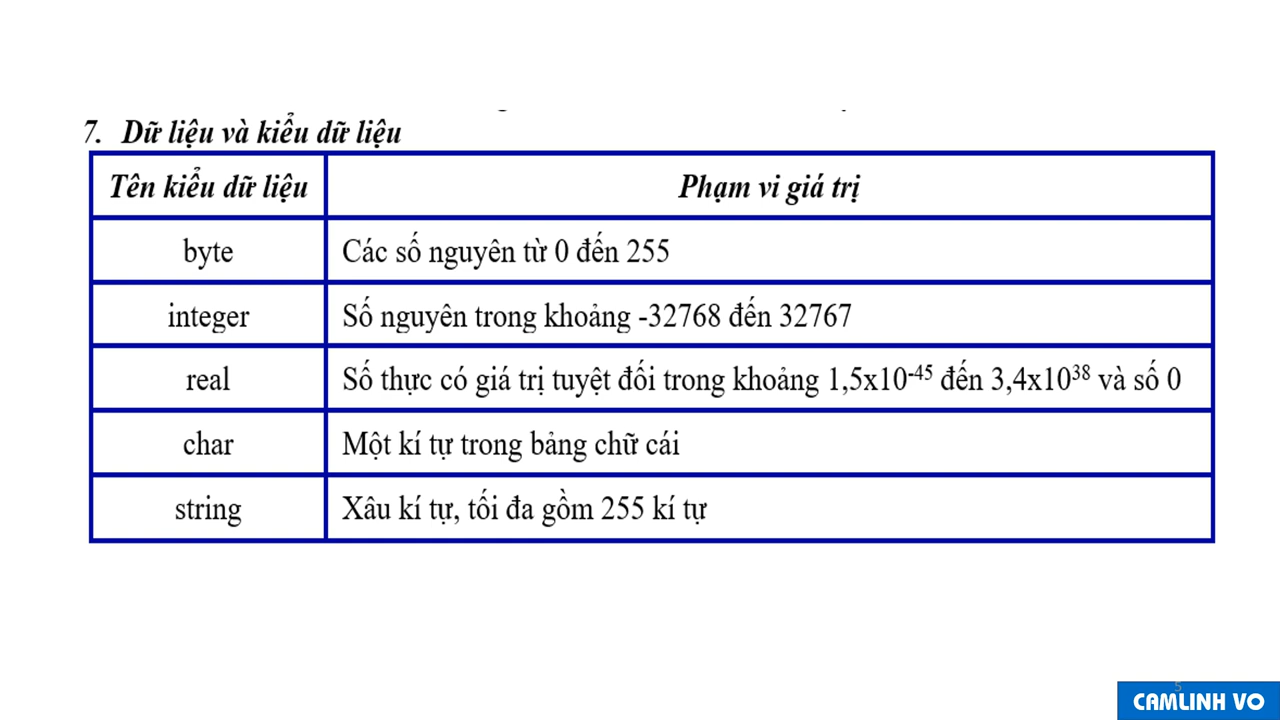 7. Dữ liệu và kiểu dữ liệu
Tên kiểu dữ liệu Phạm vi giá trị
byte Các số nguyên từ 0 đến 255
integer Số nguyên trong khoảng -32768 đến 32767
real Số thực có giá trị tuyệt đối trong khoảng 1,5x10⁻⁴⁵ đến 3,4x10³⁸ và số 0
char Một kí tự trong bảng chữ cái
string Xâu kí tự, tối đa gồm 255 kí tự
5
CAMLINH VO